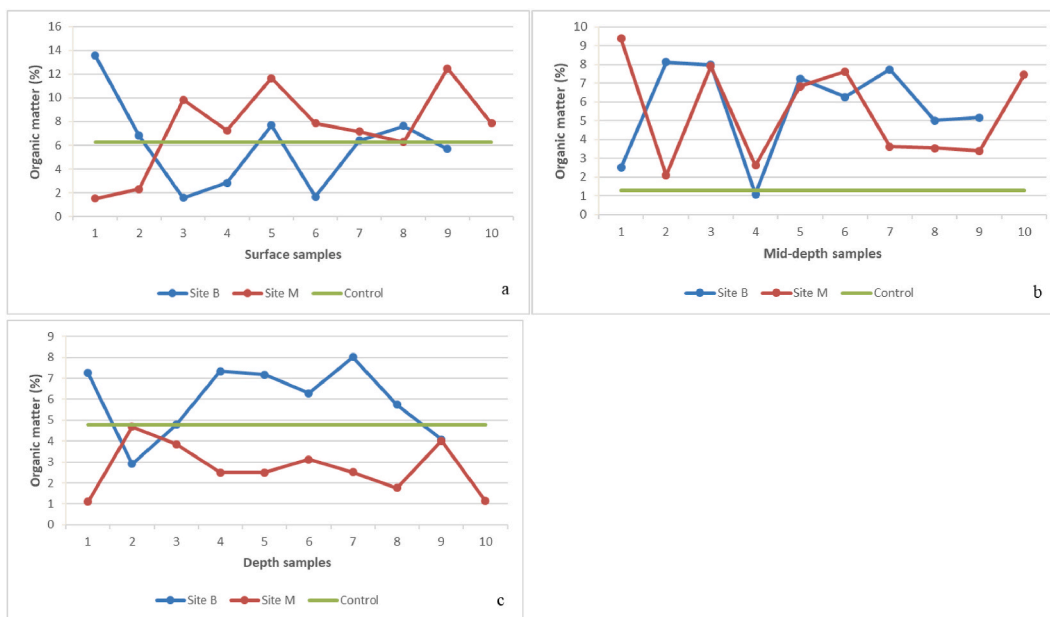 16
14
12
10
8
6
4
2
0
Organic matter (%)
1 2 3 4 5 6 7 8 9 10
Surface samples
Site B Site M Control
a
10
9
8
7
6
5
4
3
2
1
0
Organic matter (%)
1 2 3 4 5 6 7 8 9 10
Mid-depth samples
Site B Site M Control
b
9
8
7
6
5
4
3
2
1
0
Organic matter (%)
1 2 3 4 5 6 7 8 9 10
Depth samples
Site B Site M Control
c